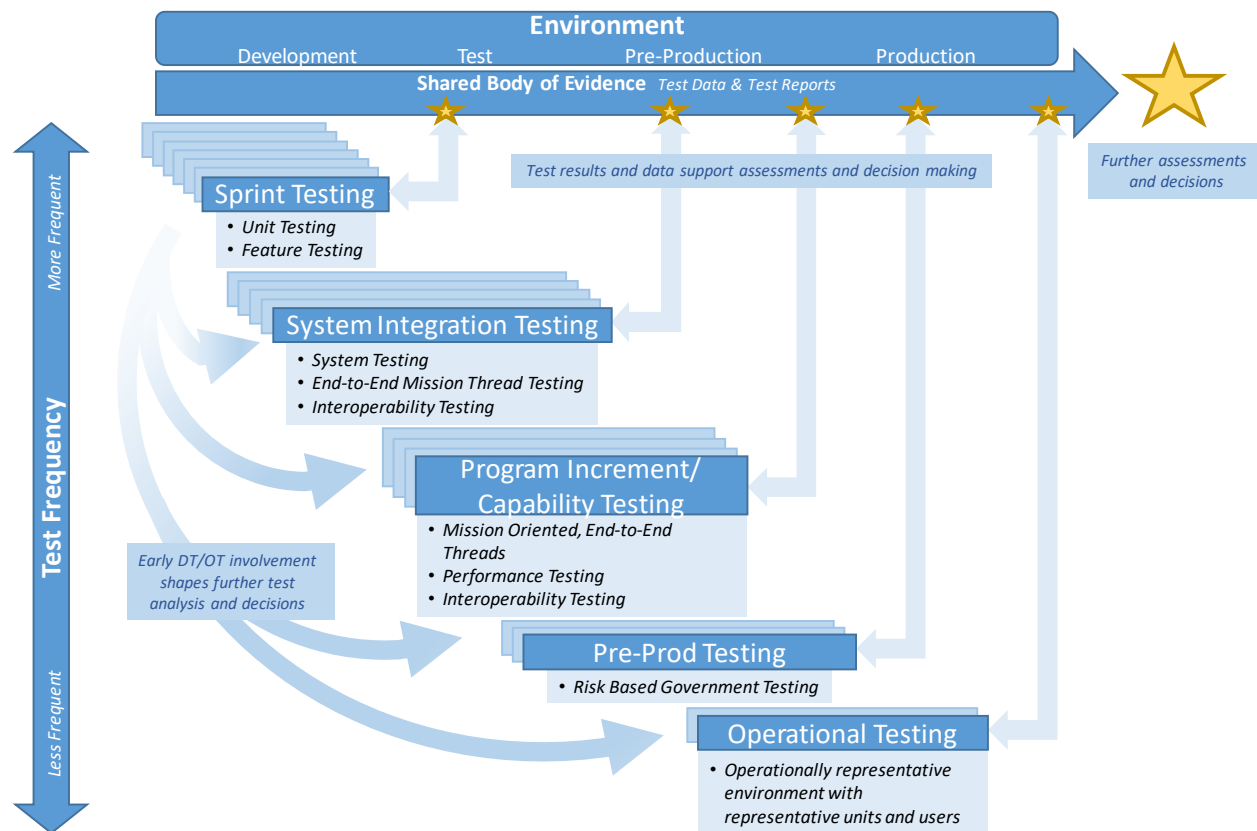 Environment
Development Test Pre-Production Production
Shared Body of Evidence Test Data & Test Reports
Test results and data support assessments and decision making
Further assessments
and decisions
Test Frequency
More Frequent
Less Frequent
Sprint Testing
• Unit Testing
• Feature Testing
System Integration Testing
• System Testing
• End-to-End Mission Thread Testing
• Interoperability Testing
Program Increment/
Capability Testing
• Mission Oriented, End-to-End
Threads
• Performance Testing
• Interoperability Testing
Early DT/OT involvement
shapes further test
analysis and decisions
Pre-Prod Testing
• Risk Based Government Testing
Operational Testing
• Operationally representative
environment with
representative units and users